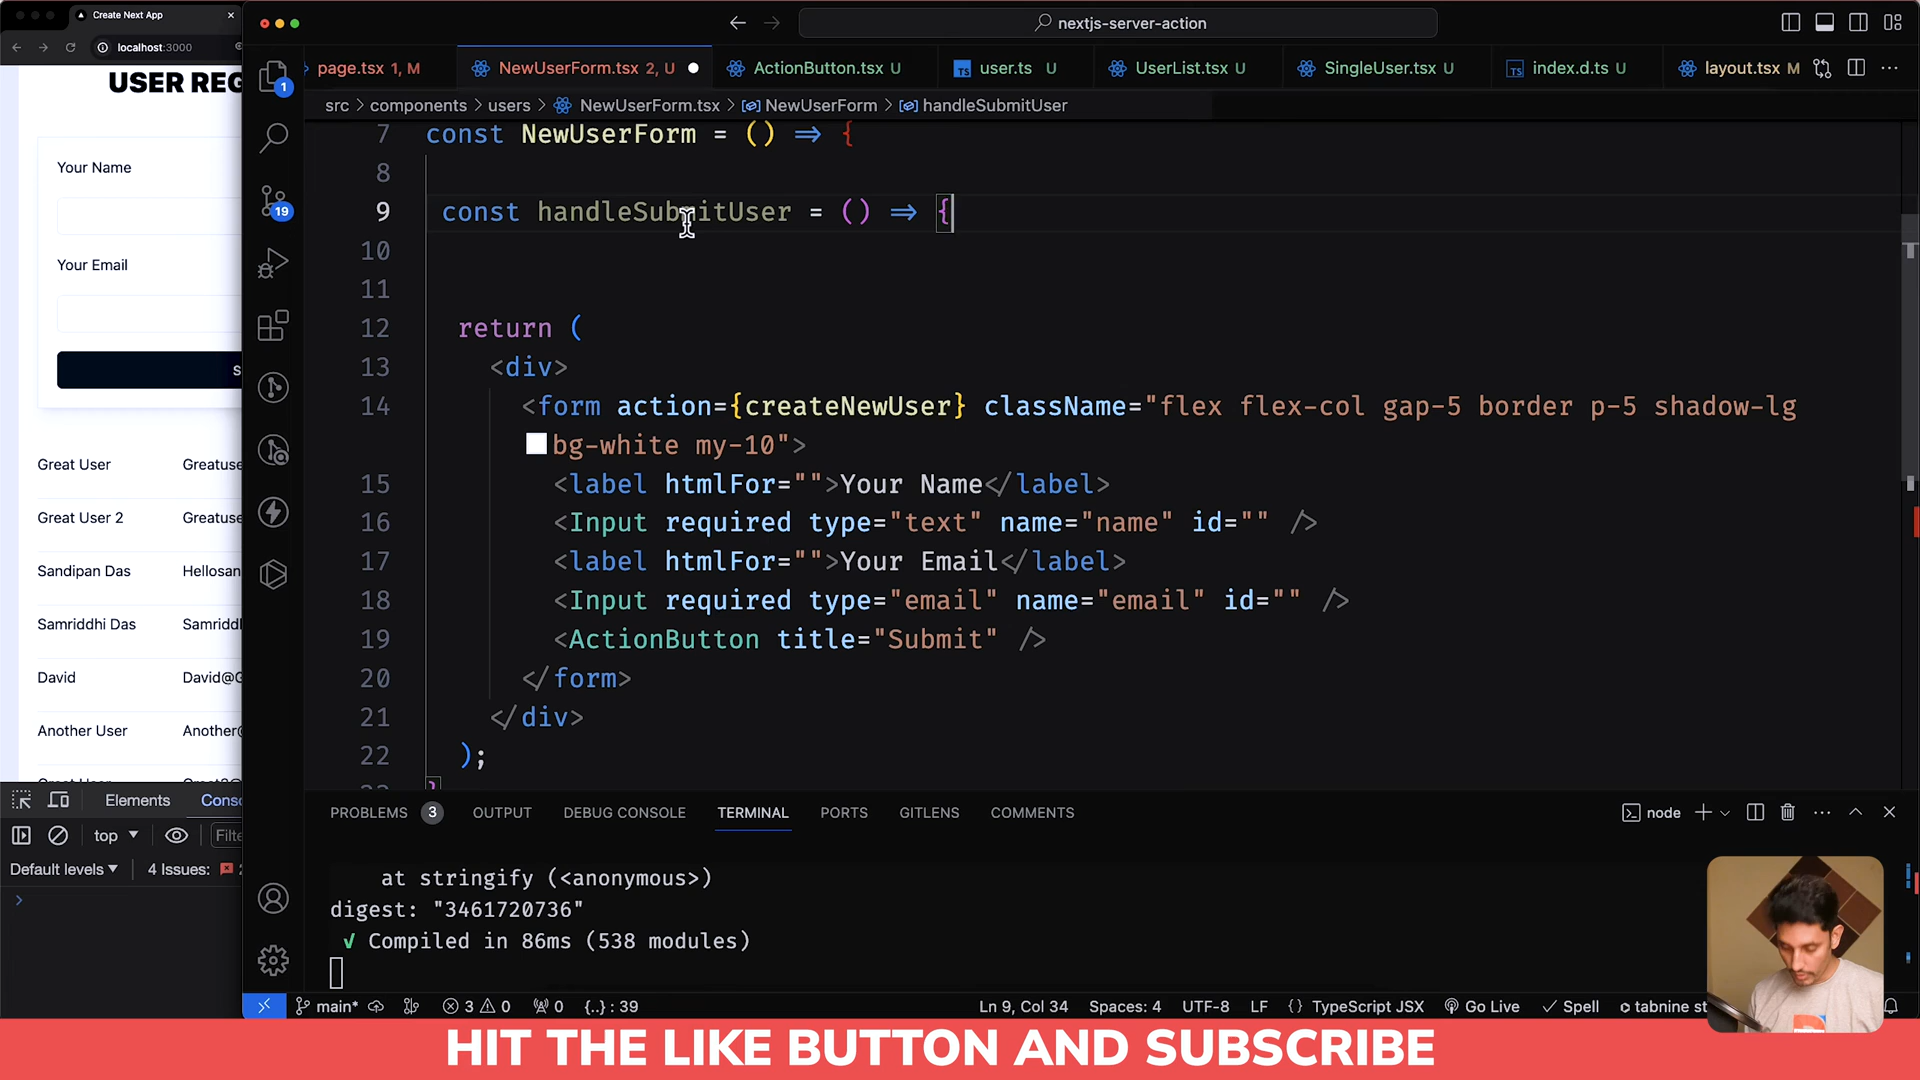 Create Next App
localhost:3000
USER REG
Your Name
Your Email
S
Great User Greatuse
Great User 2 Greatuse
Sandipan Das Hellosan
Samriddhi Das Samriddl
David David@G
Another User Another@
Elements Conso
top Filte
Default levels 4 Issues: 2
nextjs-server-action
page.tsx 1, M
NewUserForm.tsx 2, U
ActionButton.tsx U
user.ts U
UserList.tsx U
SingleUser.tsx U
index.d.ts U
layout.tsx M
src > components > users > NewUserForm.tsx > NewUserForm > handleSubmitUser
1
19
7 const NewUserForm = () => {
8
9 const handleSubmitUser = () => {
10
11
12 return (
13 <div>
14 <form action={createNewUser} className="flex flex-col gap-5 border p-5 shadow-lg
bg-white my-10">
15 <label htmlFor="">Your Name</label>
16 <Input required type="text" name="name" id="" />
17 <label htmlFor="">Your Email</label>
18 <Input required type="email" name="email" id="" />
19 <ActionButton title="Submit" />
20 </form>
21 </div>
22 );
}
PROBLEMS 3 OUTPUT DEBUG CONSOLE TERMINAL PORTS GITLENS COMMENTS
node
at stringify (<anonymous>)
digest: "3461720736"
√ Compiled in 86ms (538 modules)
main* 3 0 0 {..} : 39
Ln 9, Col 34 Spaces: 4 UTF-8 LF {} TypeScript JSX Go Live Spell tabnine st
HIT THE LIKE BUTTON AND SUBSCRIBE